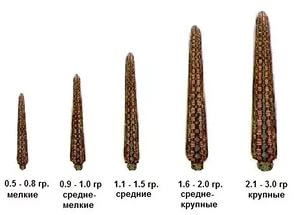 0.5 - 0.8 гр.
мелкие
0.9 - 1.0 гр
средне-
мелкие
1.1 - 1.5 гр.
средние
1.6 - 2.0 гр.
средне-
крупные
2.1 - 3.0 гр
крупные